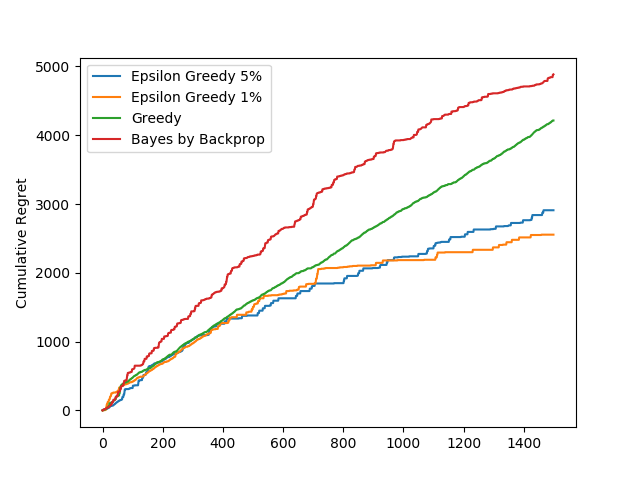 Epsilon Greedy 5%
Epsilon Greedy 1%
Greedy
Bayes by Backprop
Cumulative Regret
5000
4000
3000
2000
1000
0
0 200 400 600 800 1000 1200 1400